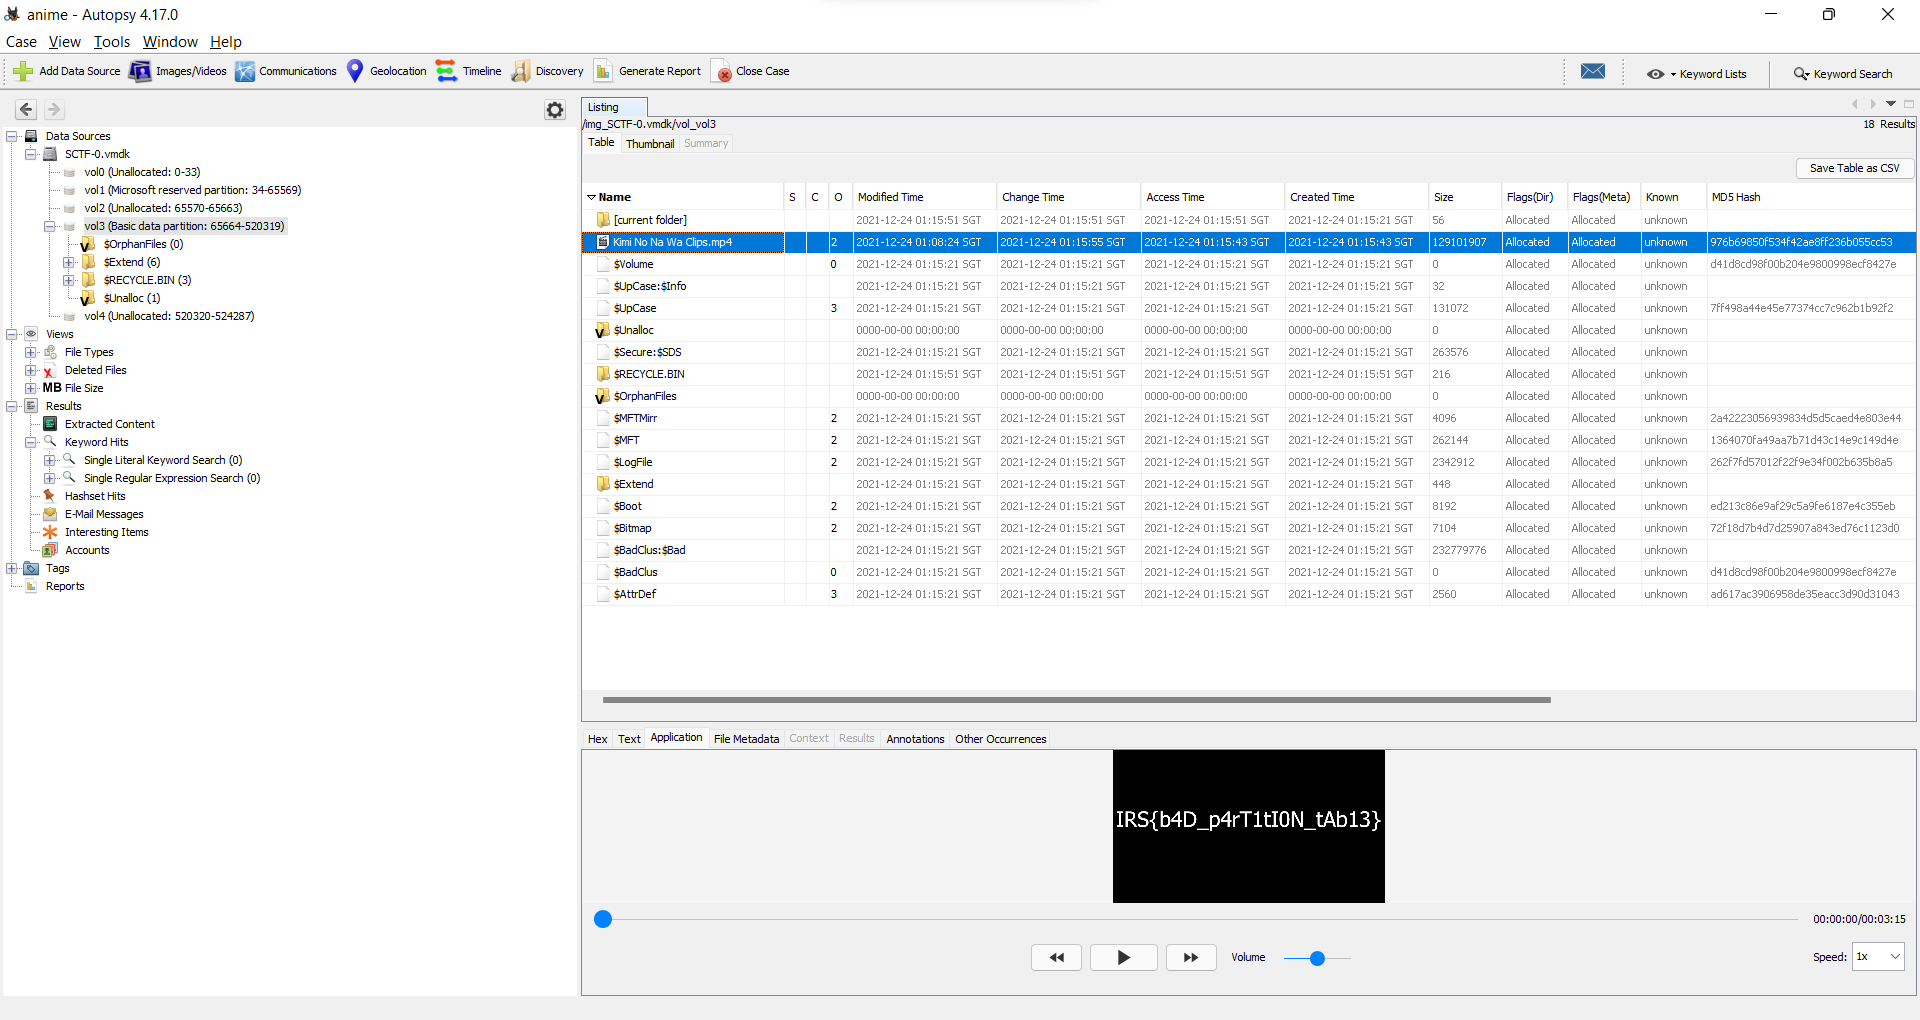 anime - Autopsy 4.17.0
Case View Tools Window Help
Add Data Source Images/Videos Communications Geolocation Timeline Discovery Generate Report Close Case Keyword Lists Keyword Search
Data Sources
SCTF-0.vmdk
vol0 (Unallocated: 0-33)
vol1 (Microsoft reserved partition: 34-65569)
vol2 (Unallocated: 65570-65663)
vol3 (Basic data partition: 65664-520319)
$OrphanFiles (0)
$Extend (6)
$RECYCLE.BIN (3)
$Unalloc (1)
vol4 (Unallocated: 520320-524287)
Views
File Types
Deleted Files
MB File Size
Results
Extracted Content
Keyword Hits
Single Literal Keyword Search (0)
Single Regular Expression Search (0)
Hashset Hits
E-Mail Messages
Interesting Items
Accounts
Tags
Reports
Listing
/img_SCTF-0.vmdk/vol_vol3
18 Results
Table Thumbnail Summary
Save Table as CSV
Name S C O Modified Time Change Time Access Time Created Time Size Flags(Dir) Flags(Meta) Known MD5 Hash
[current folder] 2021-12-24 01:15:51 SGT 2021-12-24 01:15:51 SGT 2021-12-24 01:15:51 SGT 2021-12-24 01:15:21 SGT 56 Allocated Allocated unknown
Kimi No Na Wa Clips.mp4 2 2021-12-24 01:08:24 SGT 2021-12-24 01:15:55 SGT 2021-12-24 01:15:43 SGT 2021-12-24 01:15:43 SGT 129101907 Allocated Allocated unknown 976b69850f534f42ae8ff236b055cc53
$Volume 0 2021-12-24 01:15:21 SGT 2021-12-24 01:15:21 SGT 2021-12-24 01:15:21 SGT 2021-12-24 01:15:21 SGT 0 Allocated Allocated unknown d41d8cd98f00b204e9800998ecf8427e
$UpCase:$Info 2021-12-24 01:15:21 SGT 2021-12-24 01:15:21 SGT 2021-12-24 01:15:21 SGT 2021-12-24 01:15:21 SGT 32 Allocated Allocated unknown
$UpCase 3 2021-12-24 01:15:21 SGT 2021-12-24 01:15:21 SGT 2021-12-24 01:15:21 SGT 2021-12-24 01:15:21 SGT 131072 Allocated Allocated unknown 7ff498a44e45e77374cc7c962b1b92f2
$Unalloc 0000-00-00 00:00:00 0000-00-00 00:00:00 0000-00-00 00:00:00 0000-00-00 00:00:00 0 Allocated Allocated unknown
$Secure:$SDS 2021-12-24 01:15:21 SGT 2021-12-24 01:15:21 SGT 2021-12-24 01:15:21 SGT 2021-12-24 01:15:21 SGT 263576 Allocated Allocated unknown
$RECYCLE.BIN 2021-12-24 01:15:51 SGT 2021-12-24 01:15:51 SGT 2021-12-24 01:15:51 SGT 2021-12-24 01:15:51 SGT 216 Allocated Allocated unknown
$OrphanFiles 0000-00-00 00:00:00 0000-00-00 00:00:00 0000-00-00 00:00:00 0000-00-00 00:00:00 0 Allocated Allocated unknown
$MFTMirr 2 2021-12-24 01:15:21 SGT 2021-12-24 01:15:21 SGT 2021-12-24 01:15:21 SGT 2021-12-24 01:15:21 SGT 4096 Allocated Allocated unknown 2a42223056939834d5d5caed4e803e44
$MFT 2 2021-12-24 01:15:21 SGT 2021-12-24 01:15:21 SGT 2021-12-24 01:15:21 SGT 2021-12-24 01:15:21 SGT 262144 Allocated Allocated unknown 1364070fa49aa7b71d43c14e9c149d4e
$LogFile 2 2021-12-24 01:15:21 SGT 2021-12-24 01:15:21 SGT 2021-12-24 01:15:21 SGT 2021-12-24 01:15:21 SGT 2342912 Allocated Allocated unknown 262f7fd57012f22f9e34f002b635b8a5
$Extend 2021-12-24 01:15:21 SGT 2021-12-24 01:15:21 SGT 2021-12-24 01:15:21 SGT 2021-12-24 01:15:21 SGT 448 Allocated Allocated unknown
$Boot 2 2021-12-24 01:15:21 SGT 2021-12-24 01:15:21 SGT 2021-12-24 01:15:21 SGT 2021-12-24 01:15:21 SGT 8192 Allocated Allocated unknown ed213c86e9af29c5a9fe6187e4c355eb
$Bitmap 2 2021-12-24 01:15:21 SGT 2021-12-24 01:15:21 SGT 2021-12-24 01:15:21 SGT 2021-12-24 01:15:21 SGT 7104 Allocated Allocated unknown 72f18d7b4d7d25907a843ed76c1123d0
$BadClus:$Bad 2021-12-24 01:15:21 SGT 2021-12-24 01:15:21 SGT 2021-12-24 01:15:21 SGT 2021-12-24 01:15:21 SGT 232779776 Allocated Allocated unknown
$BadClus 0 2021-12-24 01:15:21 SGT 2021-12-24 01:15:21 SGT 2021-12-24 01:15:21 SGT 2021-12-24 01:15:21 SGT 0 Allocated Allocated unknown d41d8cd98f00b204e9800998ecf8427e
$AttrDef 3 2021-12-24 01:15:21 SGT 2021-12-24 01:15:21 SGT 2021-12-24 01:15:21 SGT 2021-12-24 01:15:21 SGT 2560 Allocated Allocated unknown ad617ac3906958de35eacc3d90d31043
Hex Text Application File Metadata Context Results Annotations Other Occurrences
IRS{b4D_p4rT1tI0N_tAb13}
00:00:00/00:03:15
Volume
Speed: 1x